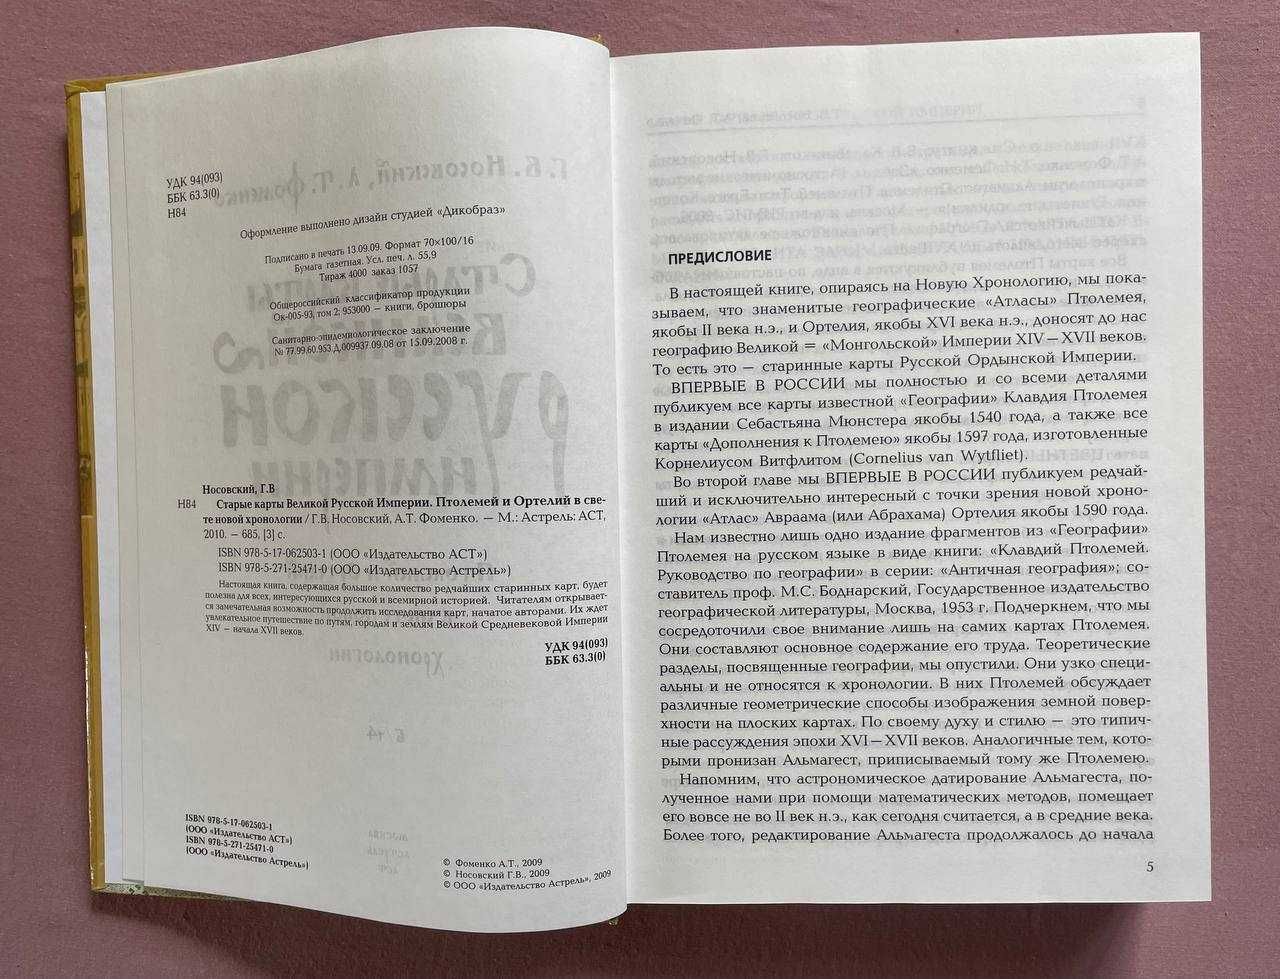 УДК 94(093)
ББК 63.3(0)
Н84
Оформление выполнено дизайн студией «Дикобраз»
Подписано в печать 13.09.09. Формат 70×100/16
Бумага газетная. Усл. печ. л. 55,9
Тираж 4000 заказ 1057
Общероссийский классификатор продукции
Ок-005-93, том 2; 953000 — книги, брошюры
Санитарно-эпидемиологическое заключение
№ 77.99.60.953.Д.009937.09.08 от 15.09.2008 г.
Носовский, Г.В
Н84 Старые карты Великой Русской Империи. Птолемей и Ортелий в све-
те новой хронологии / Г.В. Носовский, А.Т. Фоменко. — М.: Астрель: АСТ,
2010. — 685, [3] с.
ISBN 978-5-17-062503-1 (ООО «Издательство АСТ»)
ISBN 978-5-271-25471-0 (ООО «Издательство Астрель»)
Настоящая книга, содержащая большое количество редчайших старинных карт, будет
полезна для всех, интересующихся русской и всемирной историей. Читателям открывает-
ся замечательная возможность продолжить исследования карт, начатое авторами. Их ждет
увлекательное путешествие по путям, городам и землям Великой Средневековой Империи
XIV — начала XVII веков.
УДК 94(093)
ББК 63.3(0)
ISBN 978-5-17-062503-1
(ООО «Издательство АСТ»)
ISBN 978-5-271-25471-0
(ООО «Издательство Астрель»)
© Фоменко А.Т., 2009
© Носовский Г.В., 2009
© ООО «Издательство Астрель», 2009
ПРЕДИСЛОВИЕ
В настоящей книге, опираясь на Новую Хронологию, мы пока-
зываем, что знаменитые географические «Атласы» Птолемея,
якобы II века н.э., и Ортелия, якобы XVI века н.э., доносят до нас
географию Великой = «Монгольской» Империи XIV—XVII веков.
То есть это — старинные карты Русской Ордынской Империи.
ВПЕРВЫЕ В РОССИИ мы полностью и со всеми деталями
публикуем все карты известной «Географии» Клавдия Птолемея
в издании Себастьяна Мюнстера якобы 1540 года, а также все
карты «Дополнения к Птолемею» якобы 1597 года, изготовленные
Корнелиусом Витфлитом (Cornelius van Wytfliet).
Во второй главе мы ВПЕРВЫЕ В РОССИИ публикуем редчай-
ший и исключительно интересный с точки зрения новой хроно-
логии «Атлас» Авраама (или Абрахама) Ортелия якобы 1590 года.
Нам известно лишь одно издание фрагментов из «Географии»
Птолемея на русском языке в виде книги: «Клавдий Птолемей.
Руководство по географии» в серии: «Античная география»; со-
ставитель проф. М.С. Боднарский, Государственное издательство
географической литературы, Москва, 1953 г. Подчеркнем, что мы
сосредоточили свое внимание лишь на самих картах Птолемея.
Они составляют основное содержание его труда. Теоретические
разделы, посвященные географии, мы опустили. Они узко специ-
альны и не относятся к хронологии. В них Птолемей обсуждает
различные геометрические способы изображения земной повер-
хности на плоских картах. По своему духу и стилю — это типич-
ные рассуждения эпохи XVI—XVII веков. Аналогичные тем, кото-
рыми пронизан Альмагест, приписываемый тому же Птолемею.
Напомним, что астрономическое датирование Альмагеста, по-
лученное нами при помощи математических методов, помещает
его вовсе не во II век н.э., как сегодня считается, а в средние века.
Более того, редактирование Альмагеста продолжалось до начала
5